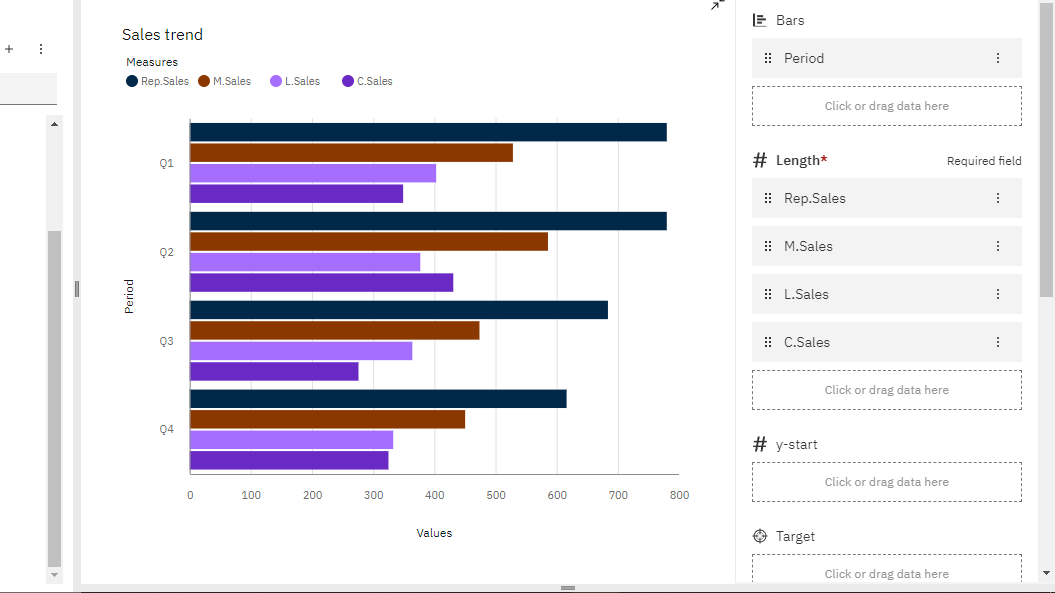 Sales trend
Measures
Rep.Sales M.Sales L.Sales C.Sales
Q1
Q2
Q3
Q4
Period
0 100 200 300 400 500 600 700 800
Values
Bars
Period
Click or drag data here
# Length* Required field
Rep.Sales
M.Sales
L.Sales
C.Sales
Click or drag data here
# y-start
Click or drag data here
Target
Click or drag data here